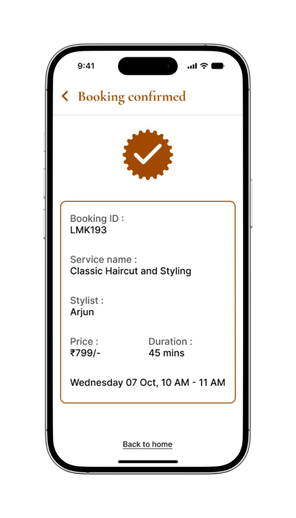 9:41
Booking confirmed
Booking ID :
LMK193
Service name :
Classic Haircut and Styling
Stylist :
Arjun
Price : Duration :
₹799/- 45 mins
Wednesday 07 Oct, 10 AM - 11 AM
Back to home